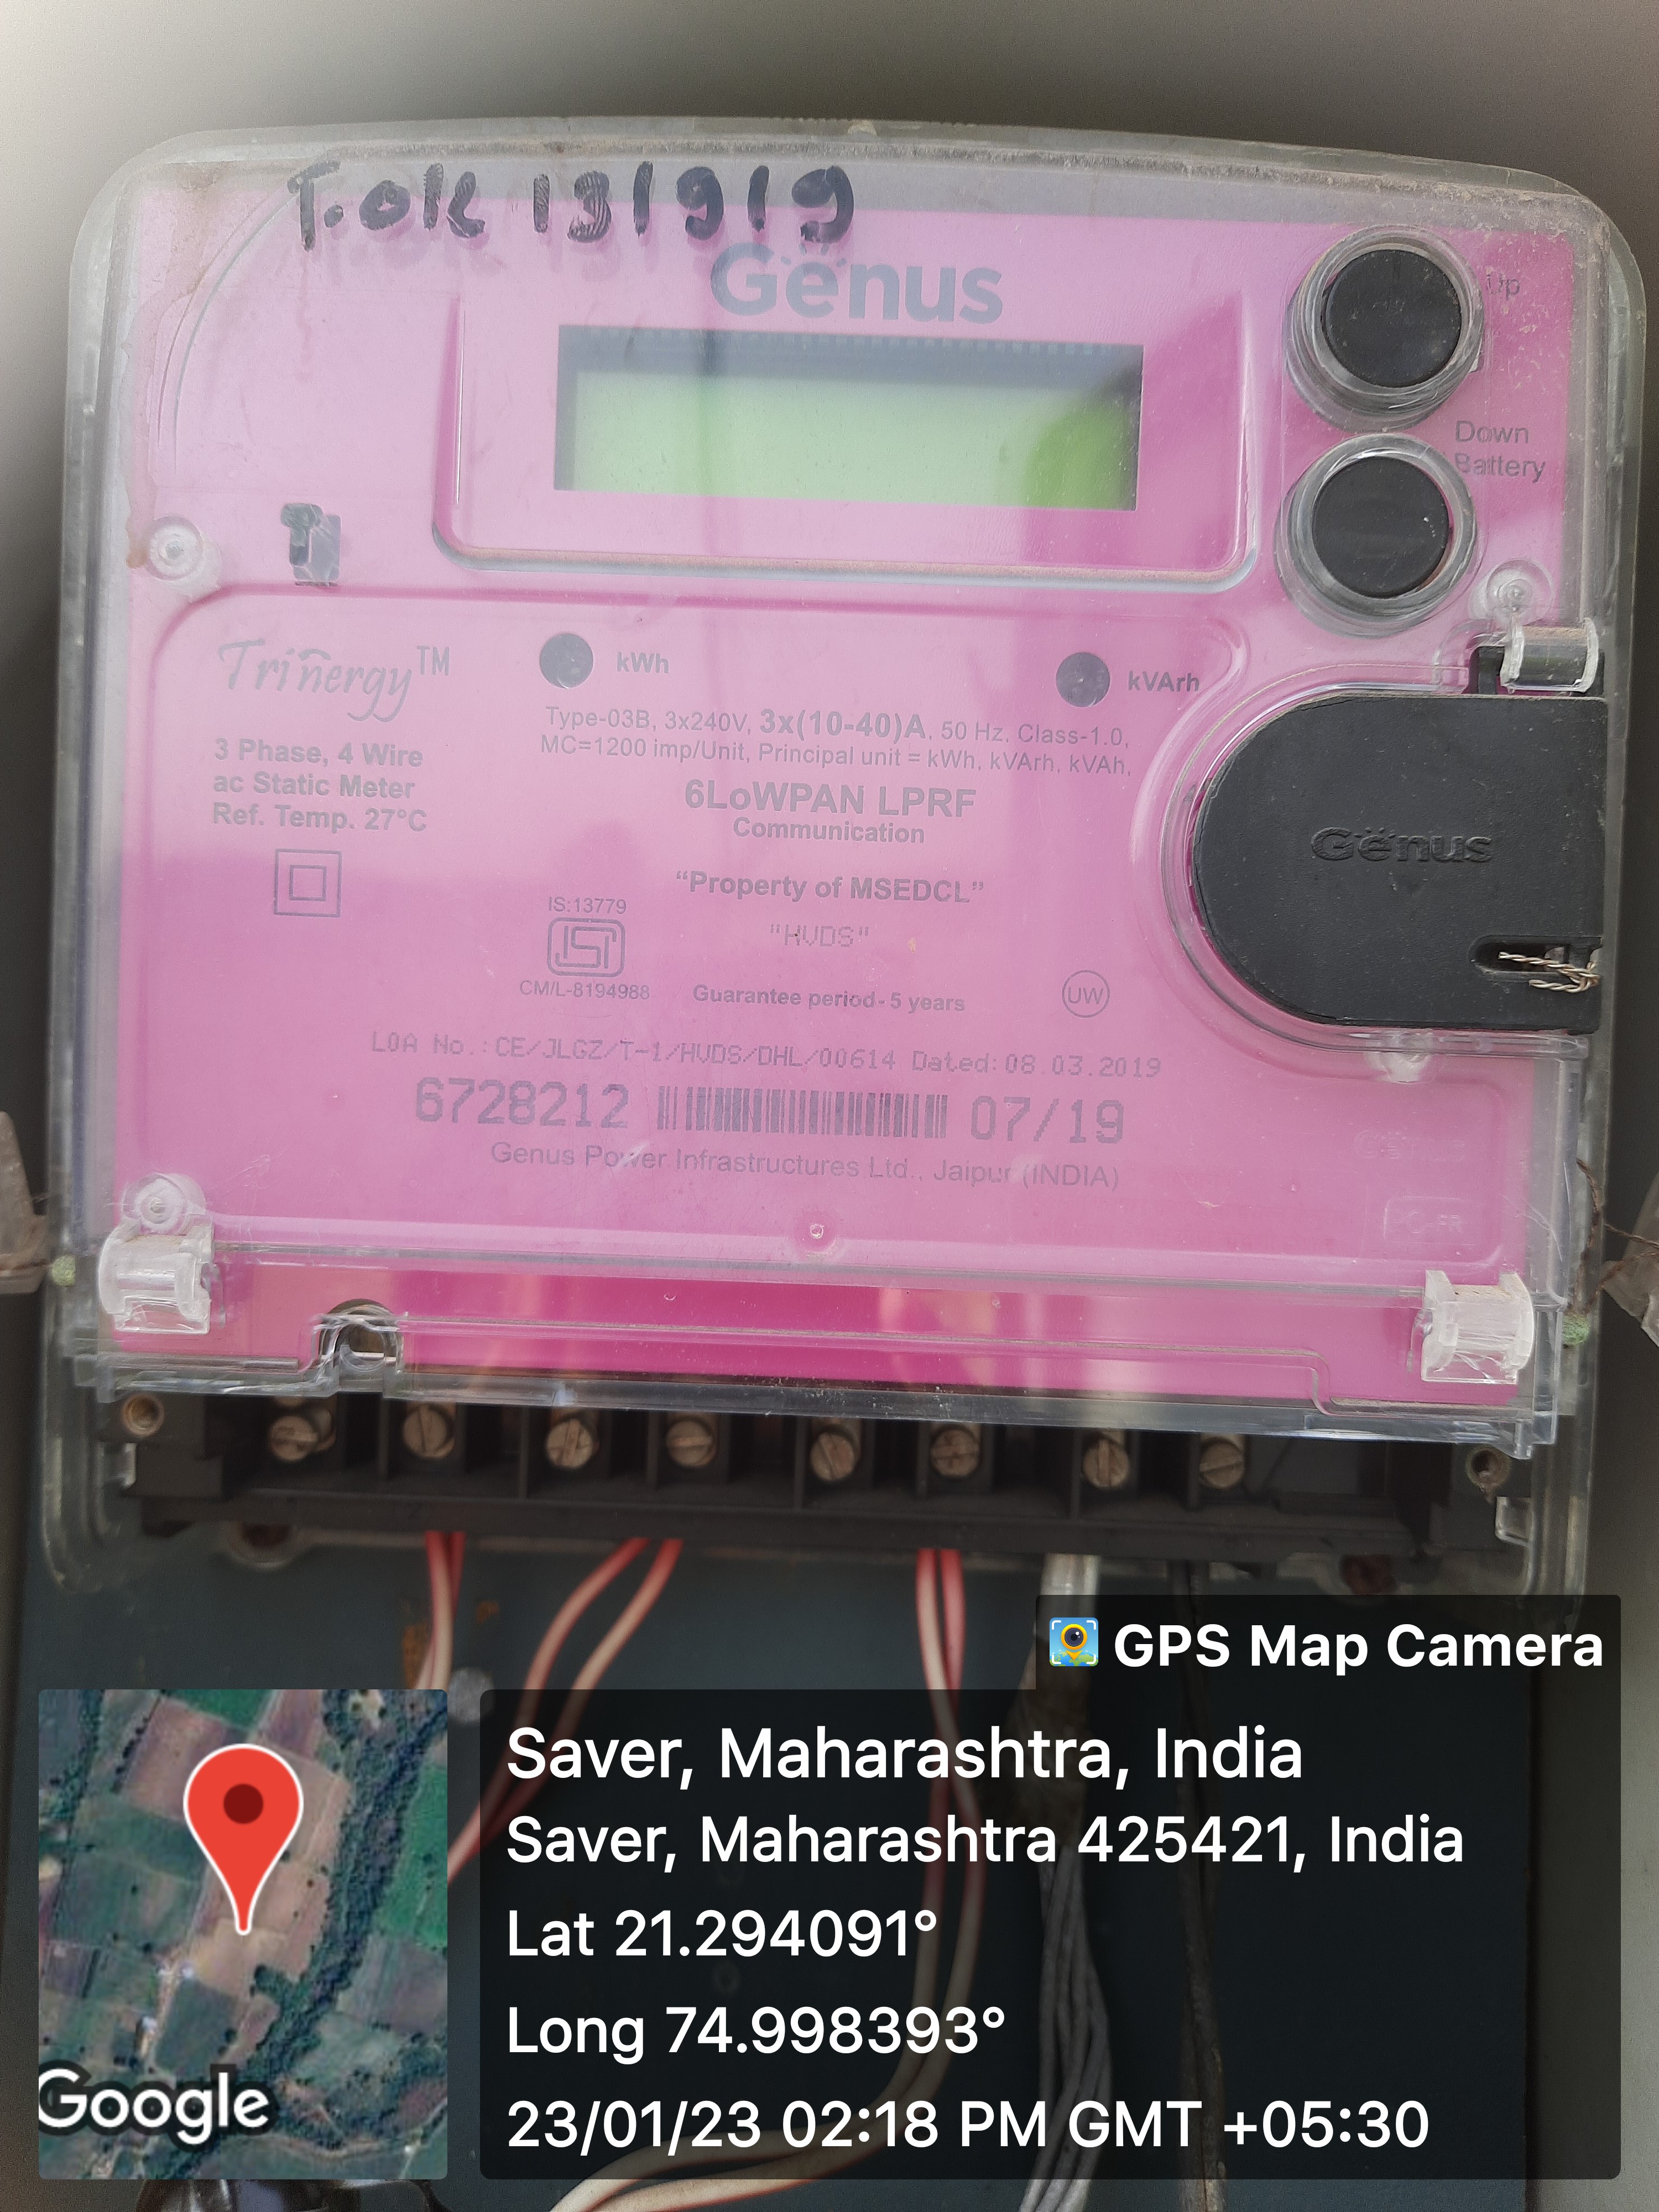 T.OK 13/9/19
Genus
Up
Down
Battery
Trinergy™
kWh
kVArh
3 Phase, 4 Wire
ac Static Meter
Ref. Temp. 27°C
Type-03B, 3x240V, 3x(10-40)A, 50 Hz, Class-1.0,
MC=1200 imp/Unit, Principal unit = kWh, kVArh, kVAh,
6LoWPAN LPRF
Communication
"Property of MSEDCL"
"HVDS"
IS:13779
CM/L-8194988
Guarantee period- 5 years
UW
Genus
LOA No.:CE/JLGZ/T-1/HVDS/DHL/00614 Dated:08.03.2019
6728212 07/19
Genus Power Infrastructures Ltd., Jaipur (INDIA)
GPS Map Camera
Saver, Maharashtra, India
Saver, Maharashtra 425421, India
Lat 21.294091°
Long 74.998393°
23/01/23 02:18 PM GMT +05:30
Google